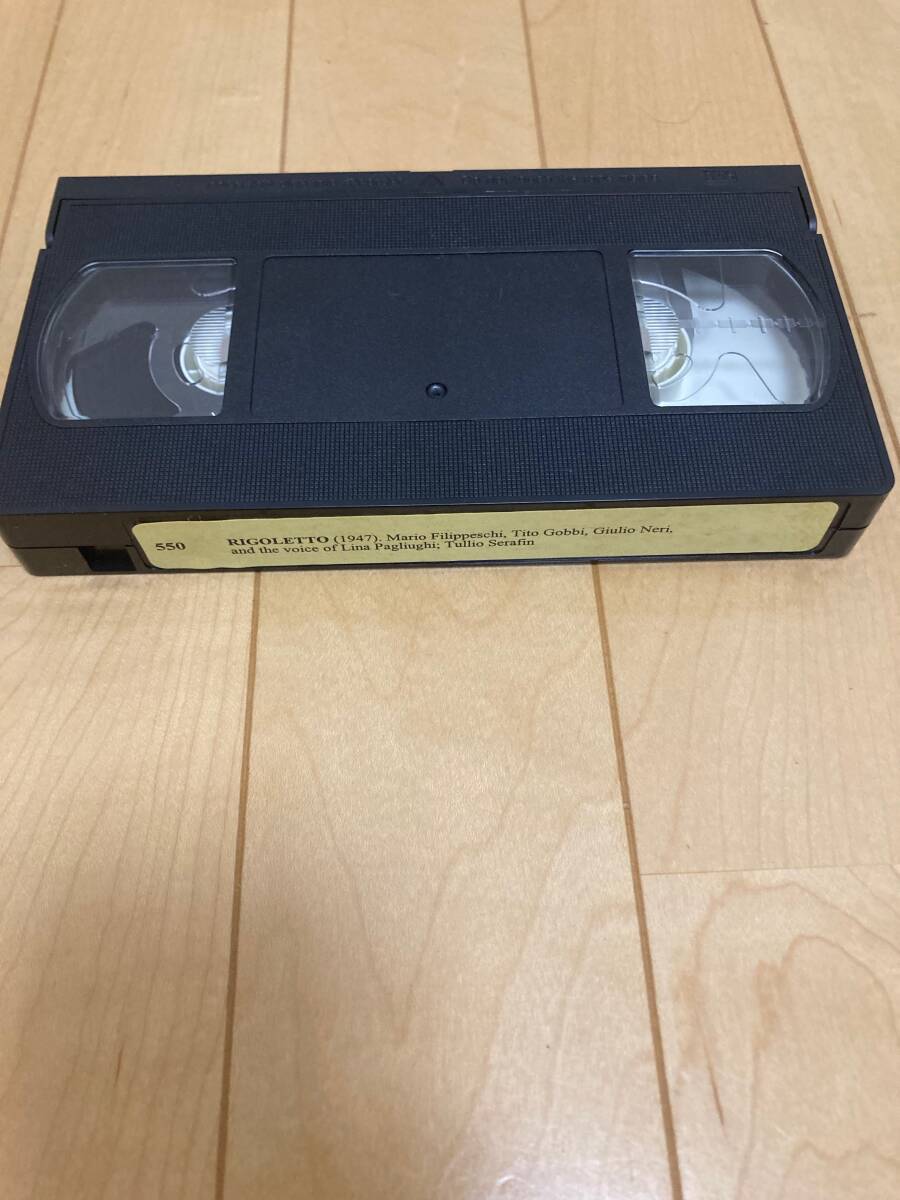 550
RIGOLETTO (1947). Mario Filippeschi, Tito Gobbi, Giulio Neri,
and the voice of Lina Pagliughi; Tullio Serafin